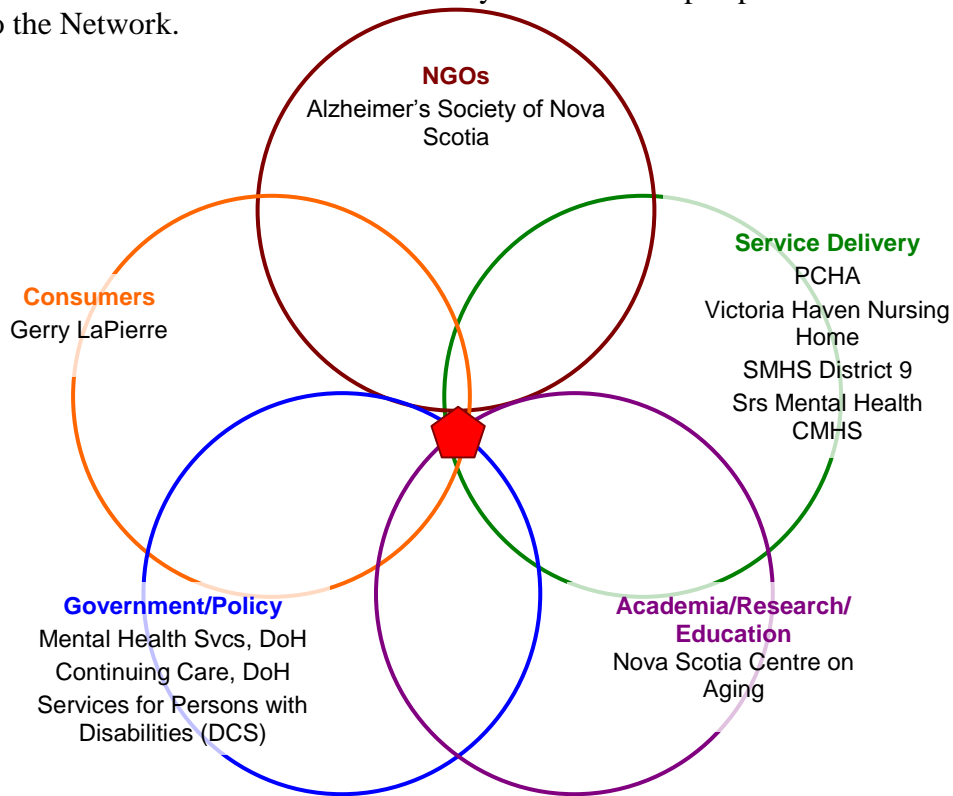 o the Network.
NGOs
Alzheimer's Society of Nova
Scotia
Service Delivery
PCHA
Victoria Haven Nursing
Home
SMHS District 9
Srs Mental Health
CMHS
Consumers
Gerry LaPierre
Government/Policy
Mental Health Svcs, DoH
Continuing Care, DoH
Services for Persons with
Disabilities (DCS)
Academia/Research/
Education
Nova Scotia Centre on
Aging